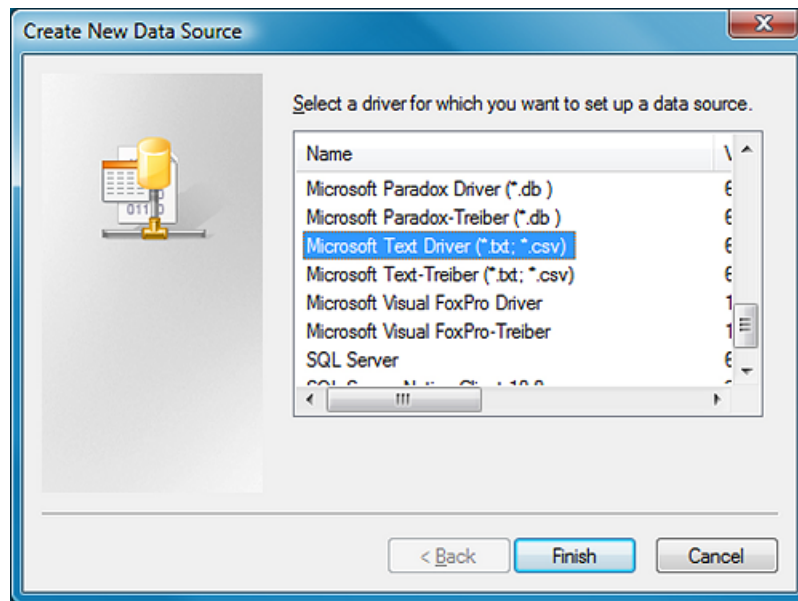 Create New Data Source
Select a driver for which you want to set up a data source.
Name
Microsoft Paradox Driver (*.db )
Microsoft Paradox-Treiber (*.db )
Microsoft Text Driver (*.txt; *.csv)
Microsoft Text-Treiber (*.txt; *.csv)
Microsoft Visual FoxPro Driver
Microsoft Visual FoxPro-Treiber
SQL Server
< Back Finish Cancel